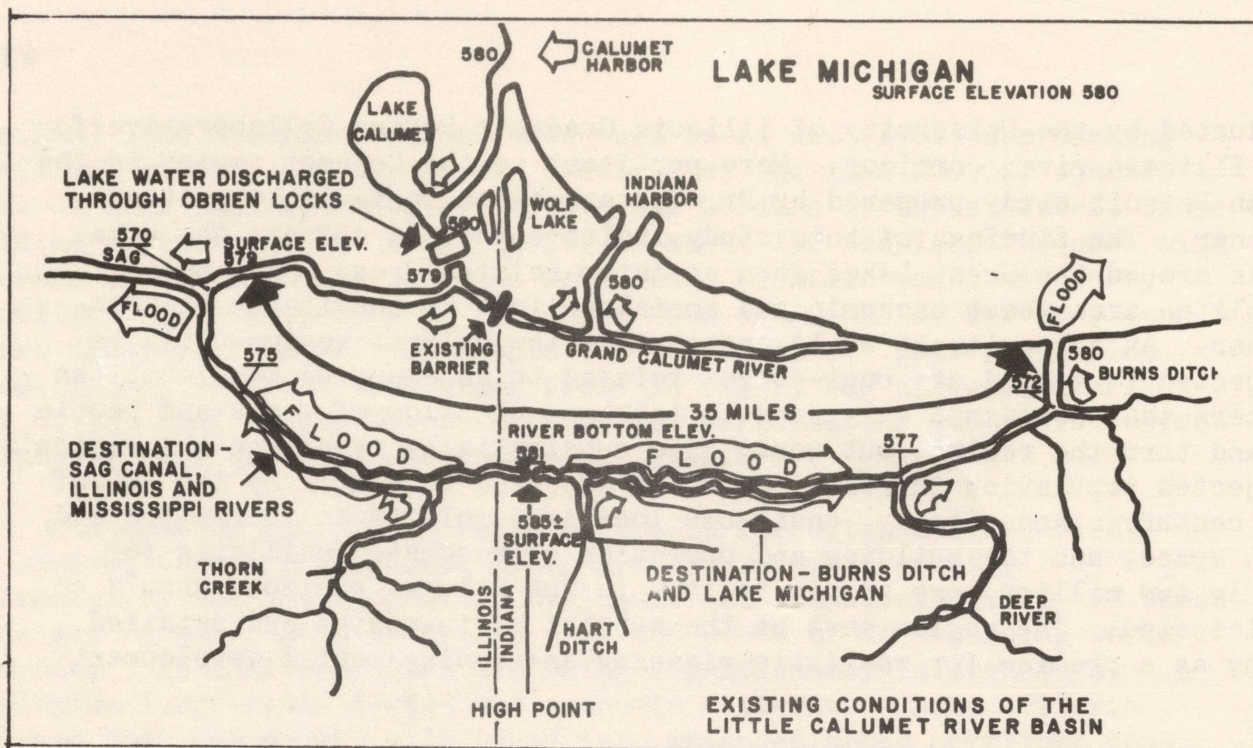 580
CALUMET
HARBOR
LAKE MICHIGAN
SURFACE ELEVATION 580
LAKE
CALUMET
LAKE WATER DISCHARGED
THROUGH OBRIEN LOCKS
WOLF
LAKE
INDIANA
HARBOR
580
570
SAG
SURFACE ELEV.
579
579
580
FLOOD
FLOOD
EXISTING
BARRIER
GRAND CALUMET RIVER
580
BURNS DITCH
572
575
35 MILES
FLOOD
RIVER BOTTOM ELEV.
581
FLOOD
577
DESTINATION-
SAG CANAL,
ILLINOIS AND
MISSISSIPPI RIVERS
585±
SURFACE
ELEV.
THORN
CREEK
DESTINATION - BURNS DITCH
AND LAKE MICHIGAN
DEEP
RIVER
ILLINOIS
INDIANA
HART
DITCH
HIGH POINT
EXISTING CONDITIONS OF THE
LITTLE CALUMET RIVER BASIN